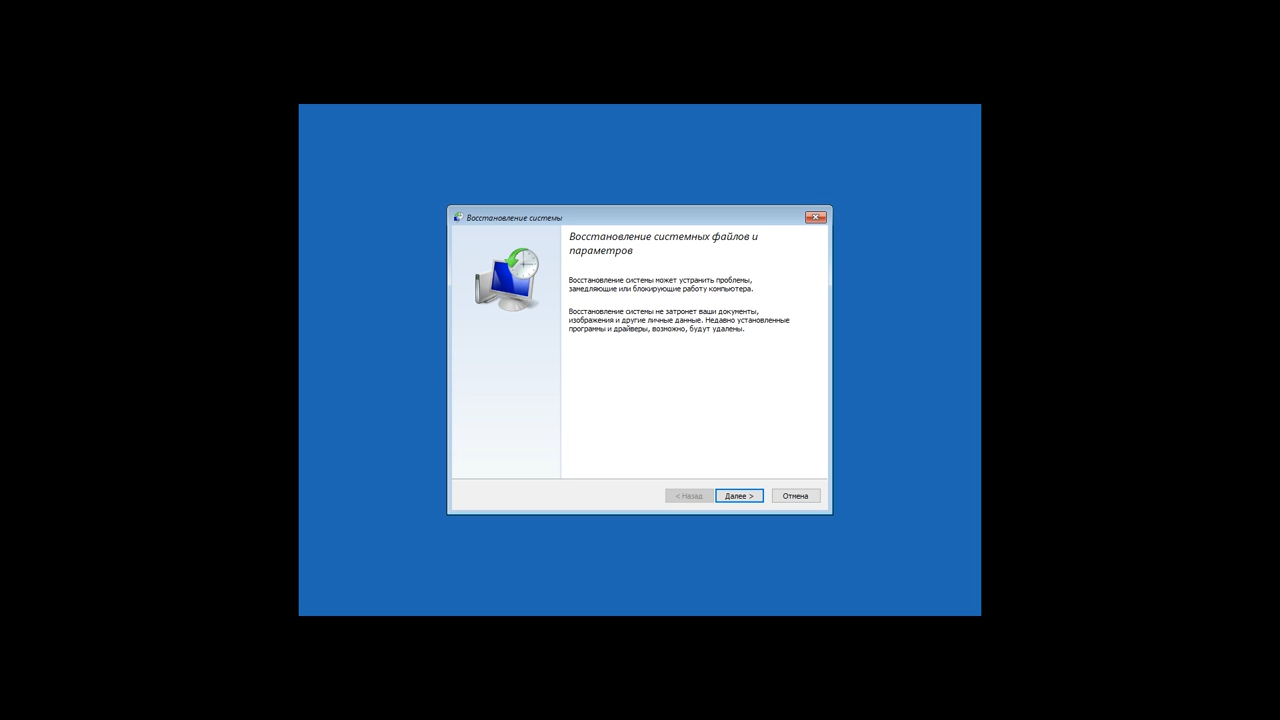 Восстановление системы
Восстановление системных файлов и
параметров
Восстановление системы может устранить проблемы,
замедляющие или блокирующие работу компьютера.
Восстановление системы не затронет ваши документы,
изображения и другие личные данные. Недавно установленные
программы и драйверы, возможно, будут удалены.
< Назад Далее > Отмена